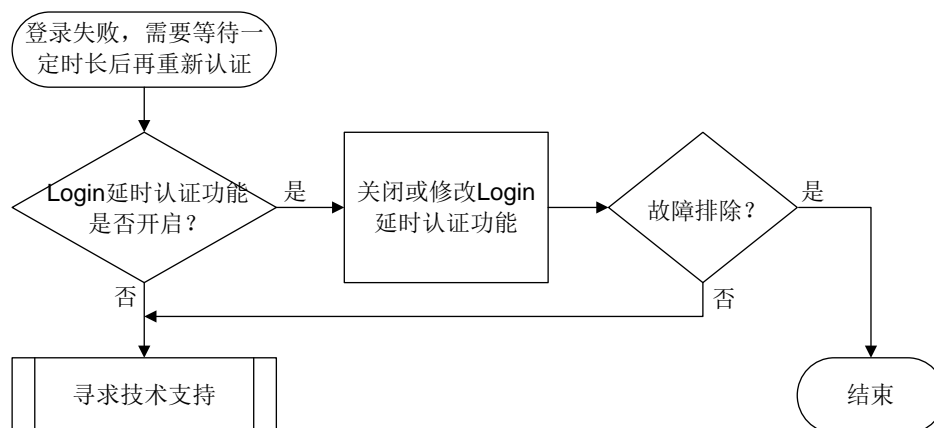 登录失败，需要等待一
定时长后再重新认证
Login延时认证功能
是否开启？
是
关闭或修改Login
延时认证功能
故障排除？
是
否
否
寻求技术支持
结束